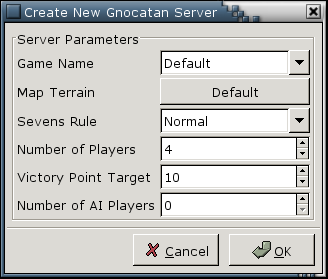 Create New Gnocatan Server
Server Parameters
Game Name Default
Map Terrain Default
Sevens Rule Normal
Number of Players 4
Victory Point Target 10
Number of AI Players 0
Cancel OK